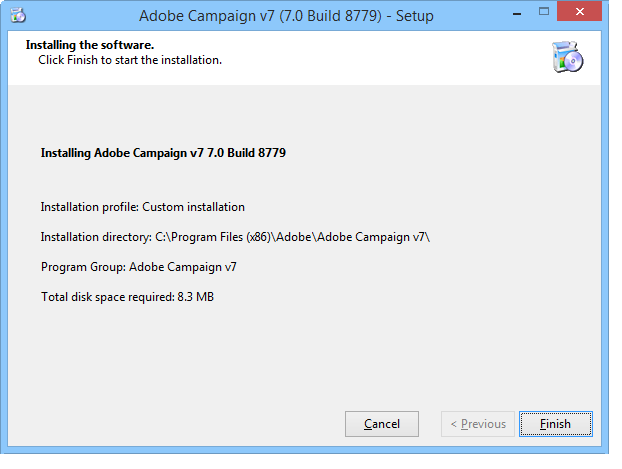 Adobe Campaign v7 (7.0 Build 8779) - Setup
Installing the software.
Click Finish to start the installation.
Installing Adobe Campaign v7 7.0 Build 8779
Installation profile: Custom installation
Installation directory: C:\Program Files (x86)\Adobe\Adobe Campaign v7\
Program Group: Adobe Campaign v7
Total disk space required: 8.3 MB
Cancel
< Previous
Finish